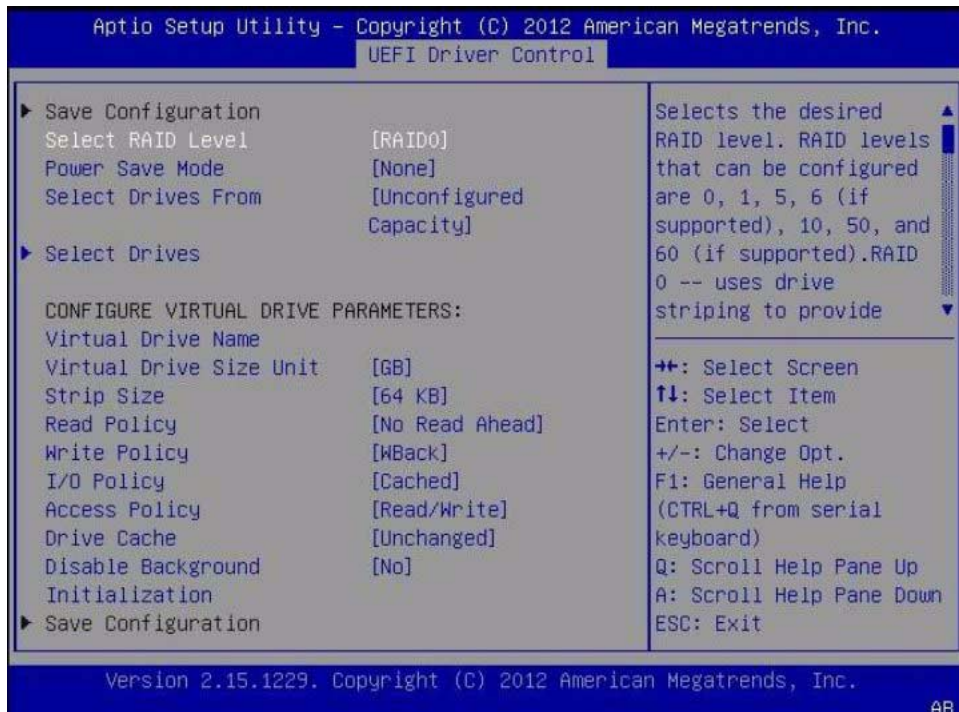 Aptio Setup Utility – Copyright (C) 2012 American Megatrends, Inc.
UEFI Driver Control
▶ Save Configuration
Select RAID Level [RAID0]
Power Save Mode [None]
Select Drives From [Unconfigured
Capacity]
▶ Select Drives
CONFIGURE VIRTUAL DRIVE PARAMETERS:
Virtual Drive Name
Virtual Drive Size Unit [GB]
Strip Size [64 KB]
Read Policy [No Read Ahead]
Write Policy [WBack]
I/O Policy [Cached]
Access Policy [Read/Write]
Drive Cache [Unchanged]
Disable Background [No]
Initialization
▶ Save Configuration
Selects the desired
RAID level. RAID levels
that can be configured
are 0, 1, 5, 6 (if
supported), 10, 50, and
60 (if supported).RAID
0 -- uses drive
striping to provide
→←: Select Screen
↑↓: Select Item
Enter: Select
+/-: Change Opt.
F1: General Help
(CTRL+Q from serial
keyboard)
Q: Scroll Help Pane Up
A: Scroll Help Pane Down
ESC: Exit
Version 2.15.1229. Copyright (C) 2012 American Megatrends, Inc.
AB